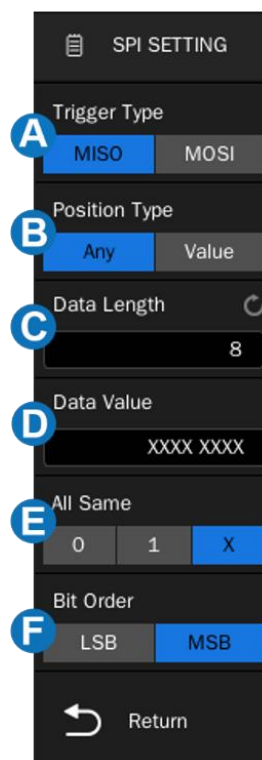 SPI SETTING
Trigger Type
A
MISO MOSI
Position Type
B
Any Value
Data Length
C
8
Data Value
D
XXXX XXXX
All Same
E
0 1 X
Bit Order
F
LSB MSB
Return